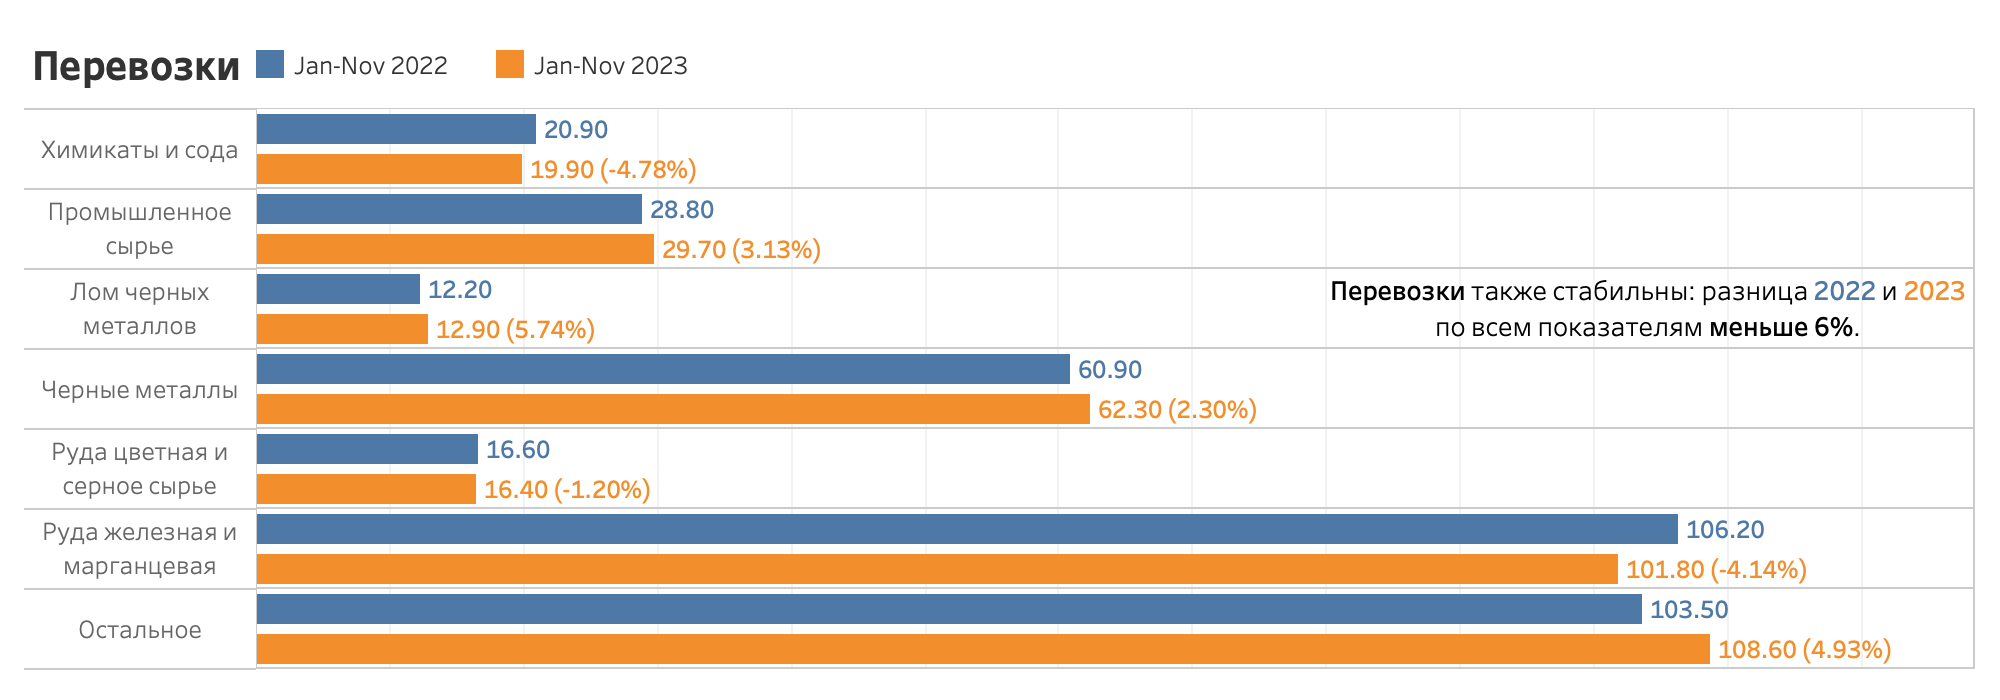 Перевозки
Jan-Nov 2022
Jan-Nov 2023
Химикаты и сода
20.90
19.90 (-4.78%)
Промышленное
сырье
28.80
29.70 (3.13%)
Лом черных
металлов
12.20
12.90 (5.74%)
Перевозки также стабильны: разница 2022 и 2023
по всем показателям меньше 6%.
Черные металлы
60.90
62.30 (2.30%)
Руда цветная и
серное сырье
16.60
16.40 (-1.20%)
Руда железная и
марганцевая
106.20
101.80 (-4.14%)
Остальное
103.50
108.60 (4.93%)